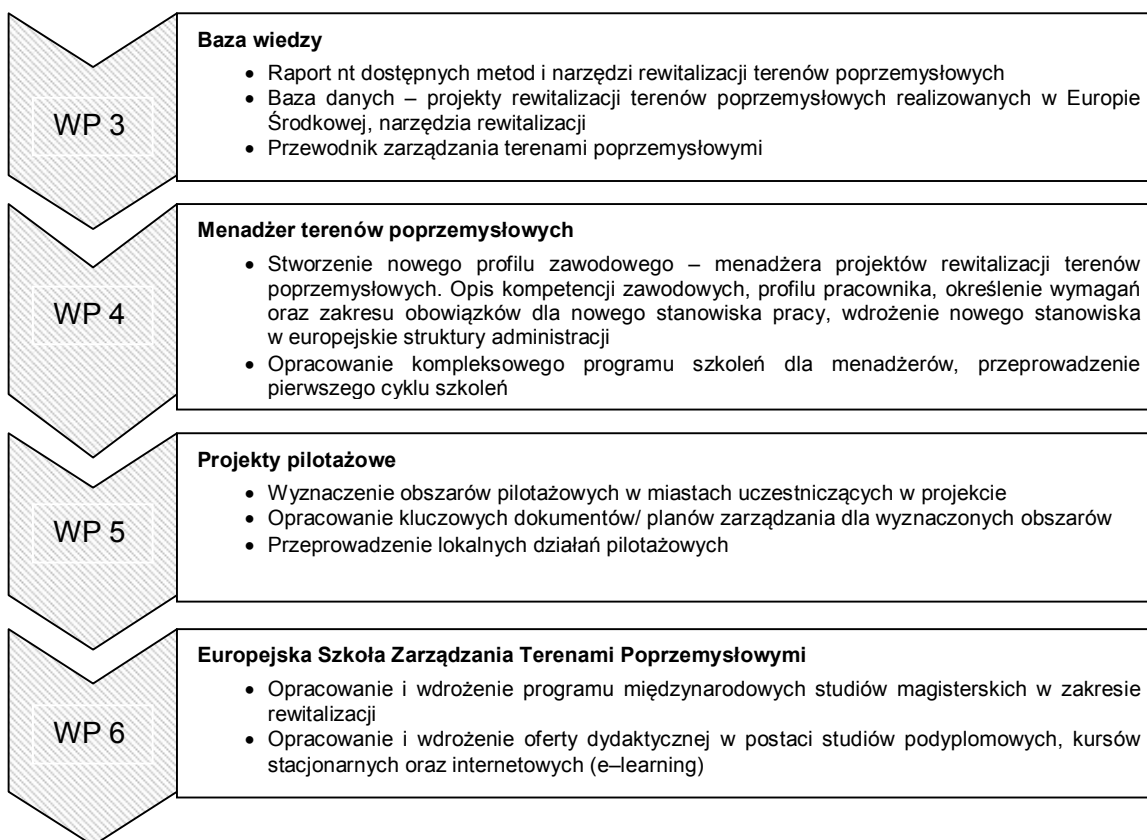 WP 3
Baza wiedzy
• Raport nt dostępnych metod i narzędzi rewitalizacji terenów poprzemysłowych
• Baza danych – projekty rewitalizacji terenów poprzemysłowych realizowanych w Europie
Środkowej, narzędzia rewitalizacji
• Przewodnik zarządzania terenami poprzemysłowymi
WP 4
Menadżer terenów poprzemysłowych
• Stworzenie nowego profilu zawodowego – menadżera projektów rewitalizacji terenów
poprzemysłowych. Opis kompetencji zawodowych, profilu pracownika, określenie wymagań
oraz zakresu obowiązków dla nowego stanowiska pracy, wdrożenie nowego stanowiska
w europejskie struktury administracji
• Opracowanie kompleksowego programu szkoleń dla menadżerów, przeprowadzenie
pierwszego cyklu szkoleń
WP 5
Projekty pilotażowe
• Wyznaczenie obszarów pilotażowych w miastach uczestniczących w projekcie
• Opracowanie kluczowych dokumentów/ planów zarządzania dla wyznaczonych obszarów
• Przeprowadzenie lokalnych działań pilotażowych
WP 6
Europejska Szkoła Zarządzania Terenami Poprzemysłowymi
• Opracowanie i wdrożenie programu międzynarodowych studiów magisterskich w zakresie
rewitalizacji
• Opracowanie i wdrożenie oferty dydaktycznej w postaci studiów podyplomowych, kursów
stacjonarnych oraz internetowych (e–learning)